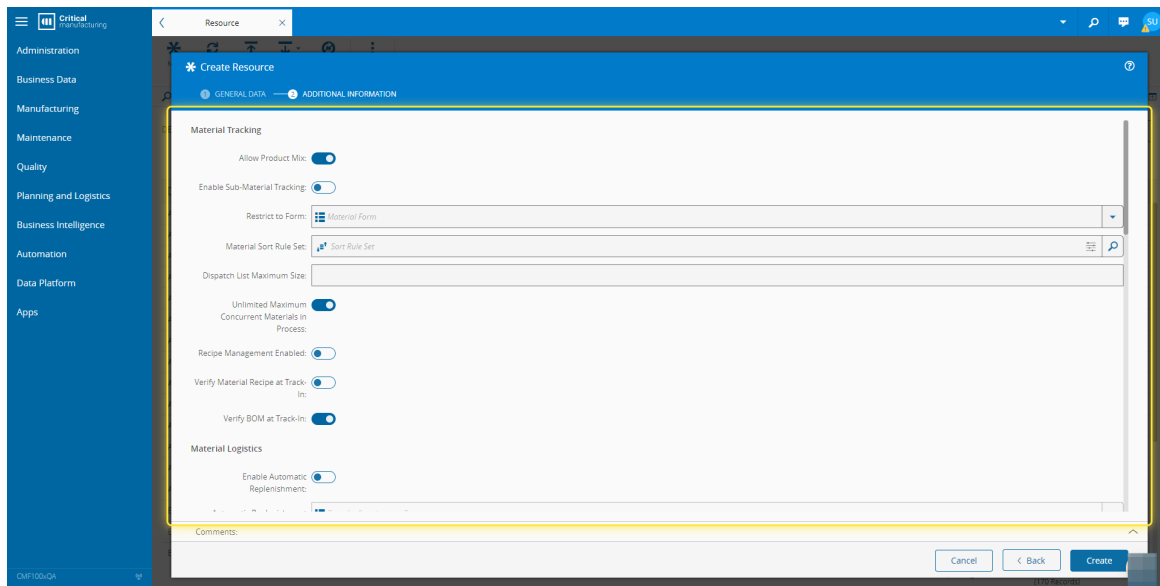 Critical
manufacturing
Resource
SU
Administration
Business Data
Manufacturing
Maintenance
Quality
Planning and Logistics
Business Intelligence
Automation
Data Platform
Apps
CMF100xQA
Create Resource
1 GENERAL DATA
2 ADDITIONAL INFORMATION
Material Tracking
Allow Product Mix:
Enable Sub-Material Tracking:
Restrict to Form:
Material Form
Material Sort Rule Set:
Sort Rule Set
Dispatch List Maximum Size:
Unlimited Maximum
Concurrent Materials in
Process:
Recipe Management Enabled:
Verify Material Recipe at Track-
In:
Verify BOM at Track-In:
Material Logistics
Enable Automatic
Replenishment:
Comments:
Cancel
Back
Create
(170 Records)